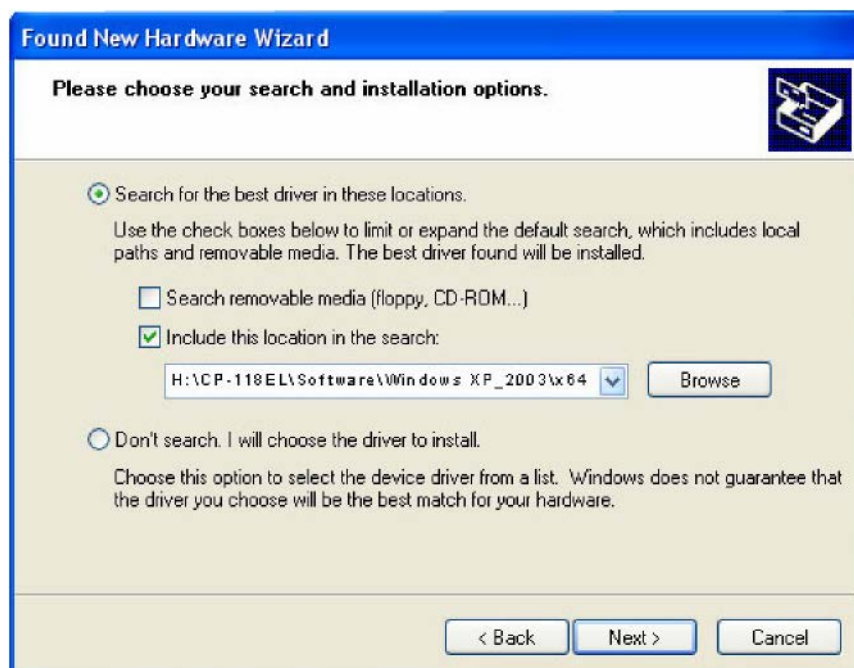 Found New Hardware Wizard
Please choose your search and installation options.
Search for the best driver in these locations.
Use the check boxes below to limit or expand the default search, which includes local
paths and removable media. The best driver found will be installed.
Search removable media (floppy, CD-ROM...)
Include this location in the search:
H:\CP-118EL\Software\Windows XP_2003\x64
Browse
Don't search. I will choose the driver to install.
Choose this option to select the device driver from a list. Windows does not guarantee that
the driver you choose will be the best match for your hardware.
< Back
Next >
Cancel